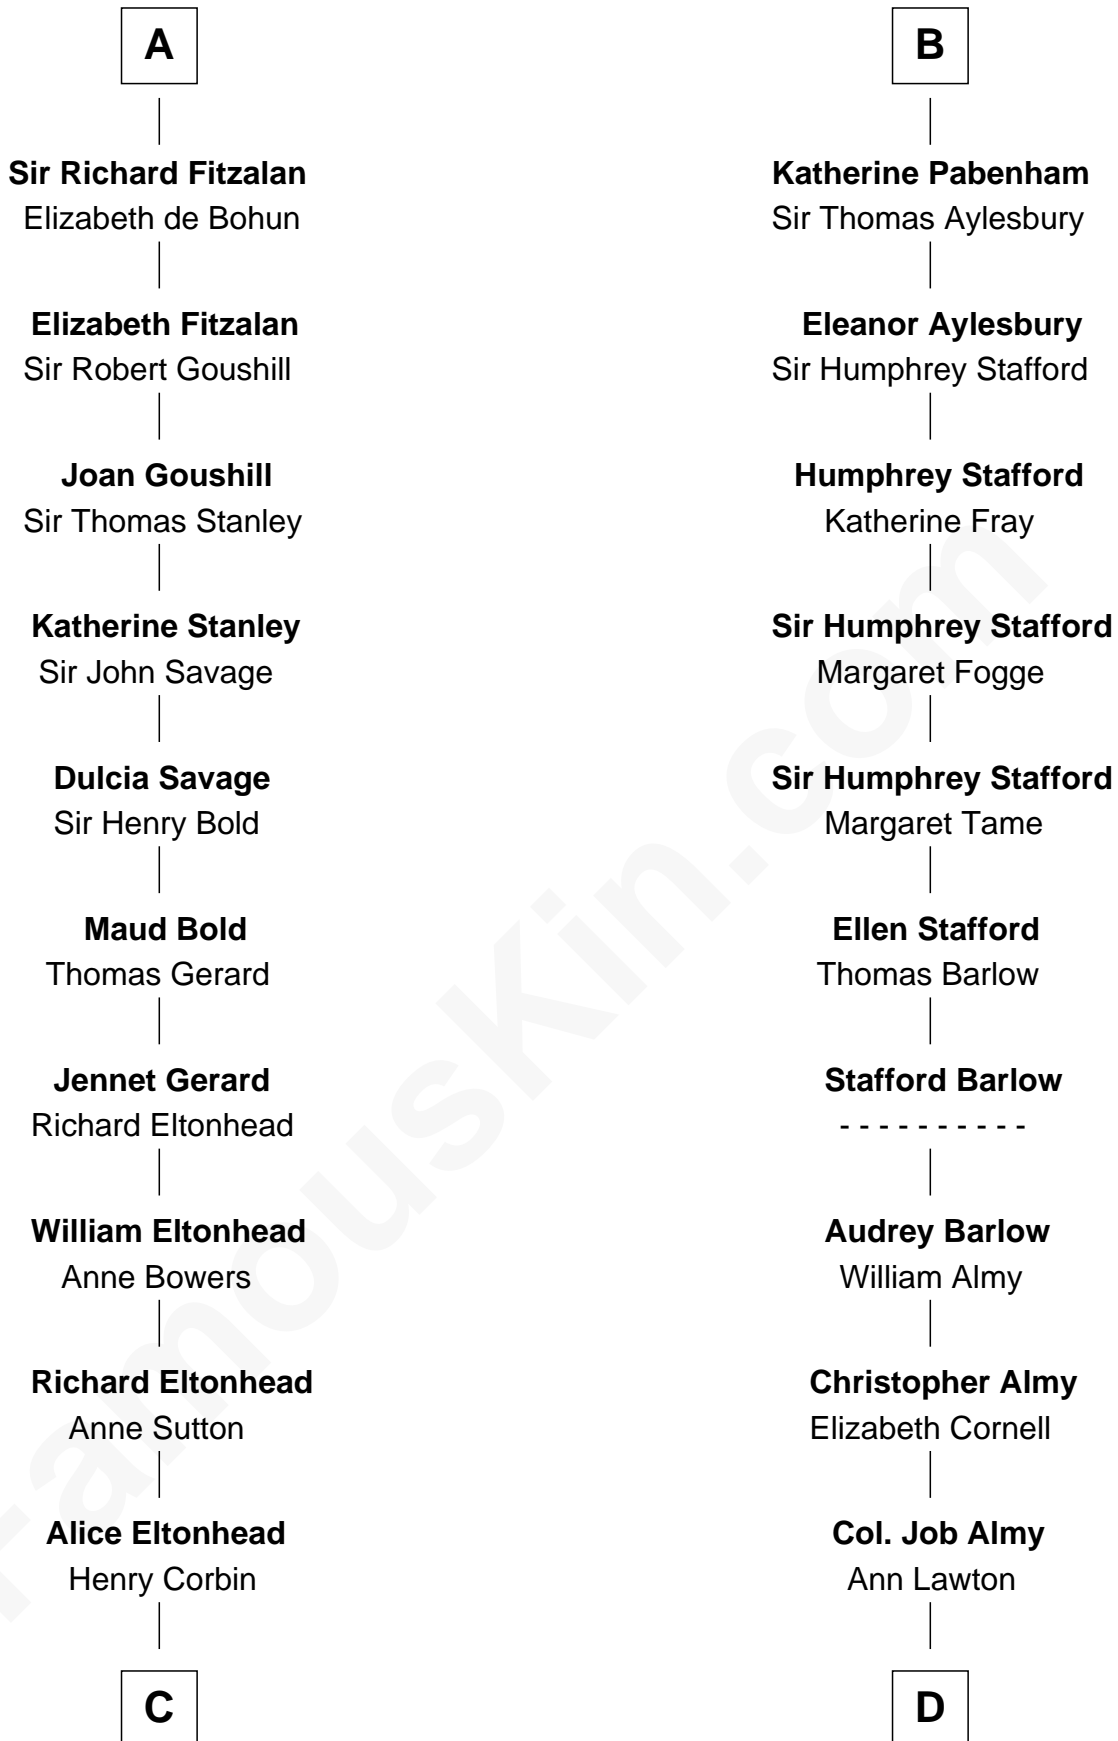 A
Sir Richard Fitzalan
Elizabeth de Bohun
Elizabeth Fitzalan
Sir Robert Goushill
Joan Goushill
Sir Thomas Stanley
Katherine Stanley
Sir John Savage
Dulcia Savage
Sir Henry Bold
Maud Bold
Thomas Gerard
Jennet Gerard
Richard Eltonhead
William Eltonhead
Anne Bowers
Richard Eltonhead
Anne Sutton
Alice Eltonhead
Henry Corbin
C
B
Katherine Pabenham
Sir Thomas Aylesbury
Eleanor Aylesbury
Sir Humphrey Stafford
Humphrey Stafford
Katherine Fray
Sir Humphrey Stafford
Margaret Fogge
Sir Humphrey Stafford
Margaret Tame
Ellen Stafford
Thomas Barlow
Stafford Barlow
- - - - - - - - - -
Audrey Barlow
William Almy
Christopher Almy
Elizabeth Cornell
Col. Job Almy
Ann Lawton
D
FamousKin.com